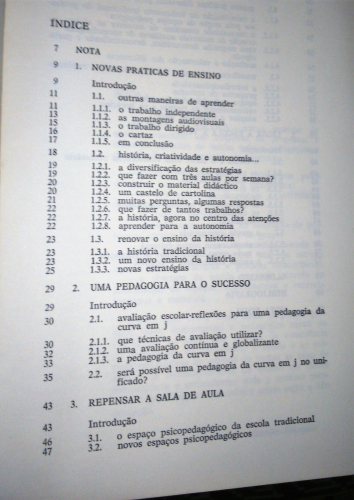 INDICE
7 NOTA
9 1. NOVAS PRATICAS DE ENSINO
9 Introdução
11 1.1. outras maneiras de aprender
11 1.1.1. o trabalho independente
13 1.1.2. as montagens audiovisuais
15 1.1.3. o trabalho dirigido
16 1.1.4. o cartaz
17 1.1.5. em conclusão
18 1.2. história, criatividade e autonomia...
19 1.2.1. a diversificação das estratégias
19 1.2.2. que fazer com três aulas por semana?
20 1.2.3. construir o material didáctico
20 1.2.4. um castelo de cartolina
21 1.2.5. muitas perguntas, algumas respostas
22 1.2.6. que fazer de tantos trabalhos?
22 1.2.7. a história, agora no centro das atenções
22 1.2.8. aprender para a autonomia
23 1.3. renovar o ensino da história
23 1.3.1. a história tradicional
23 1.3.2. um novo ensino da história
25 1.3.3. novas estratégias
29 2. UMA PEDAGOGIA PARA O SUCESSO
29 Introdução
30 2.1. avaliação escolar-reflexões para uma pedagogia da
curva em j
30 2.1.1. que técnicas de avaliação utilizar?
32 2.1.2. uma avaliação contínua e globalizante
33 2.1.3. a pedagogia da curva em j
35 2.2. será possível uma pedagogia da curva em j no uni-
ficado?
43 3. REPENSAR A SALA DE AULA
43 Introdução
46 3.1. o espaço psicopedagógico da escola tradicional
47 3.2. novos espaços psicopedagógicos